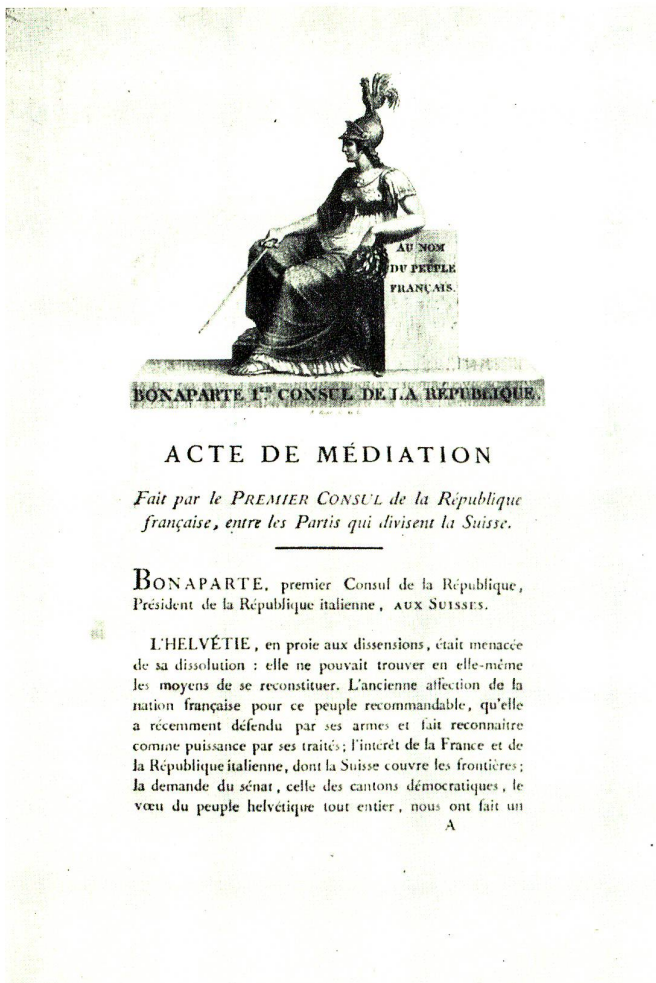 AU NOM
DU PEUPLE
FRANÇAIS.
BONAPARTE I.ER CONSUL DE LA RÉPUBLIQUE.
ACTE DE MÉDIATION
Fait par le PREMIER CONSUL de la République
française, entre les Partis qui divisent la Suisse.
BONAPARTE, premier Consul de la République,
Président de la République italienne, AUX SUISSES.
L'HELVÉTIE, en proie aux dissensions, était menacée
de sa dissolution : elle ne pouvait trouver en elle-même
les moyens de se reconstituer. L'ancienne affection de la
nation française pour ce peuple recommandable, qu'elle
a récemment défendu par ses armes et fait reconnaitre
comme puissance par ses traités; l'intérêt de la France et de
la République italienne, dont la Suisse couvre les frontières;
la demande du sénat, celle des cantons démocratiques, le
vœu du peuple helvétique tout entier, nous ont fait un
A